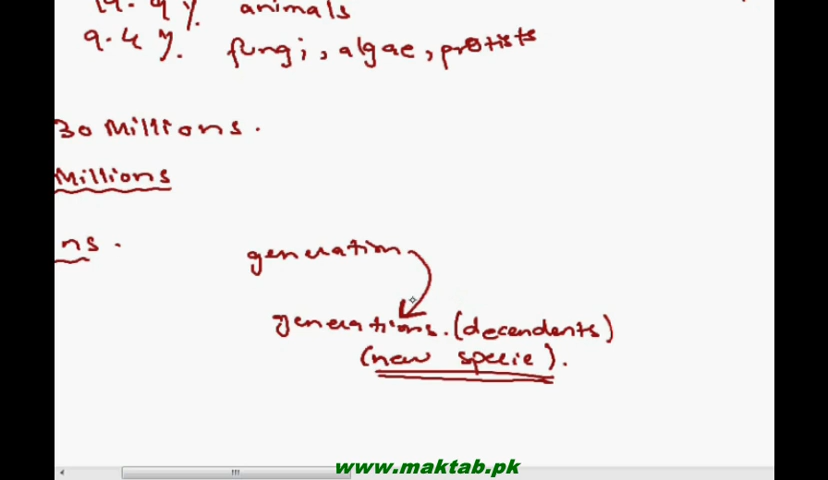 animals
9.4 %. fungi, algae, protists
30 Millions.
Millions
ns.
generation
generations. (decendents)
(new specie).
www.maktab.pk